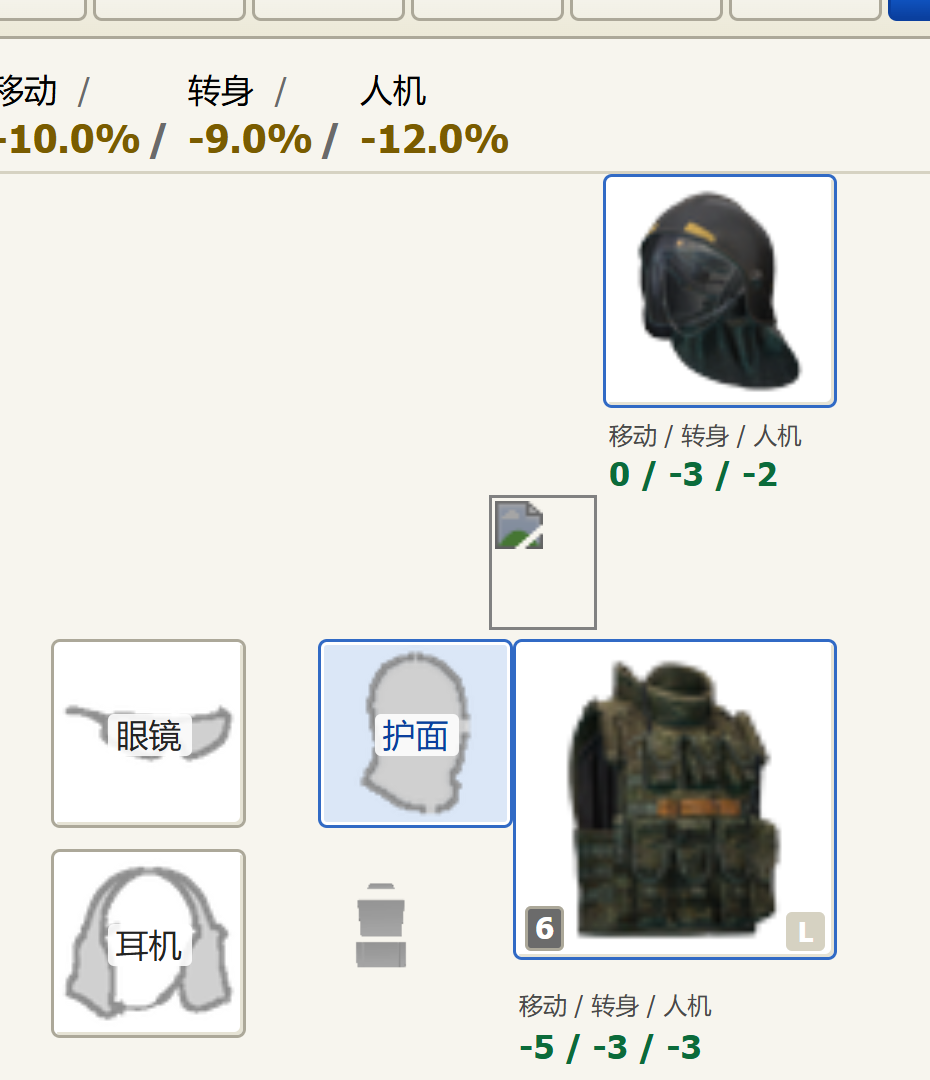 移动 / 转身 / 人机
-10.0% / -9.0% / -12.0%
移动 / 转身 / 人机
0 / -3 / -2
眼镜
护面
耳机
6
L
移动 / 转身 / 人机
-5 / -3 / -3